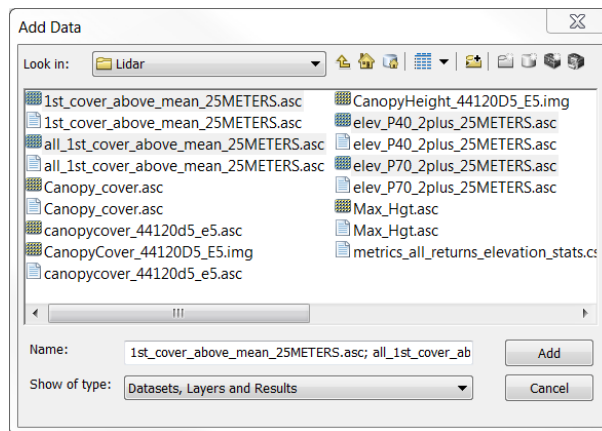 Add Data
Look in:
Lidar
1st_cover_above_mean_25METERS.asc
1st_cover_above_mean_25METERS.asc
all_1st_cover_above_mean_25METERS.asc
all_1st_cover_above_mean_25METERS.asc
Canopy_cover.asc
Canopy_cover.asc
canopycover_44120d5_e5.asc
CanopyCover_44120D5_E5.img
canopycover_44120d5_e5.asc
CanopyHeight_44120D5_E5.img
elev_P40_2plus_25METERS.asc
elev_P40_2plus_25METERS.asc
elev_P70_2plus_25METERS.asc
elev_P70_2plus_25METERS.asc
Max_Hgt.asc
Max_Hgt.asc
metrics_all_returns_elevation_stats.cs
Name:
1st_cover_above_mean_25METERS.asc; all_1st_cover_ab
Add
Show of type:
Datasets, Layers and Results
Cancel